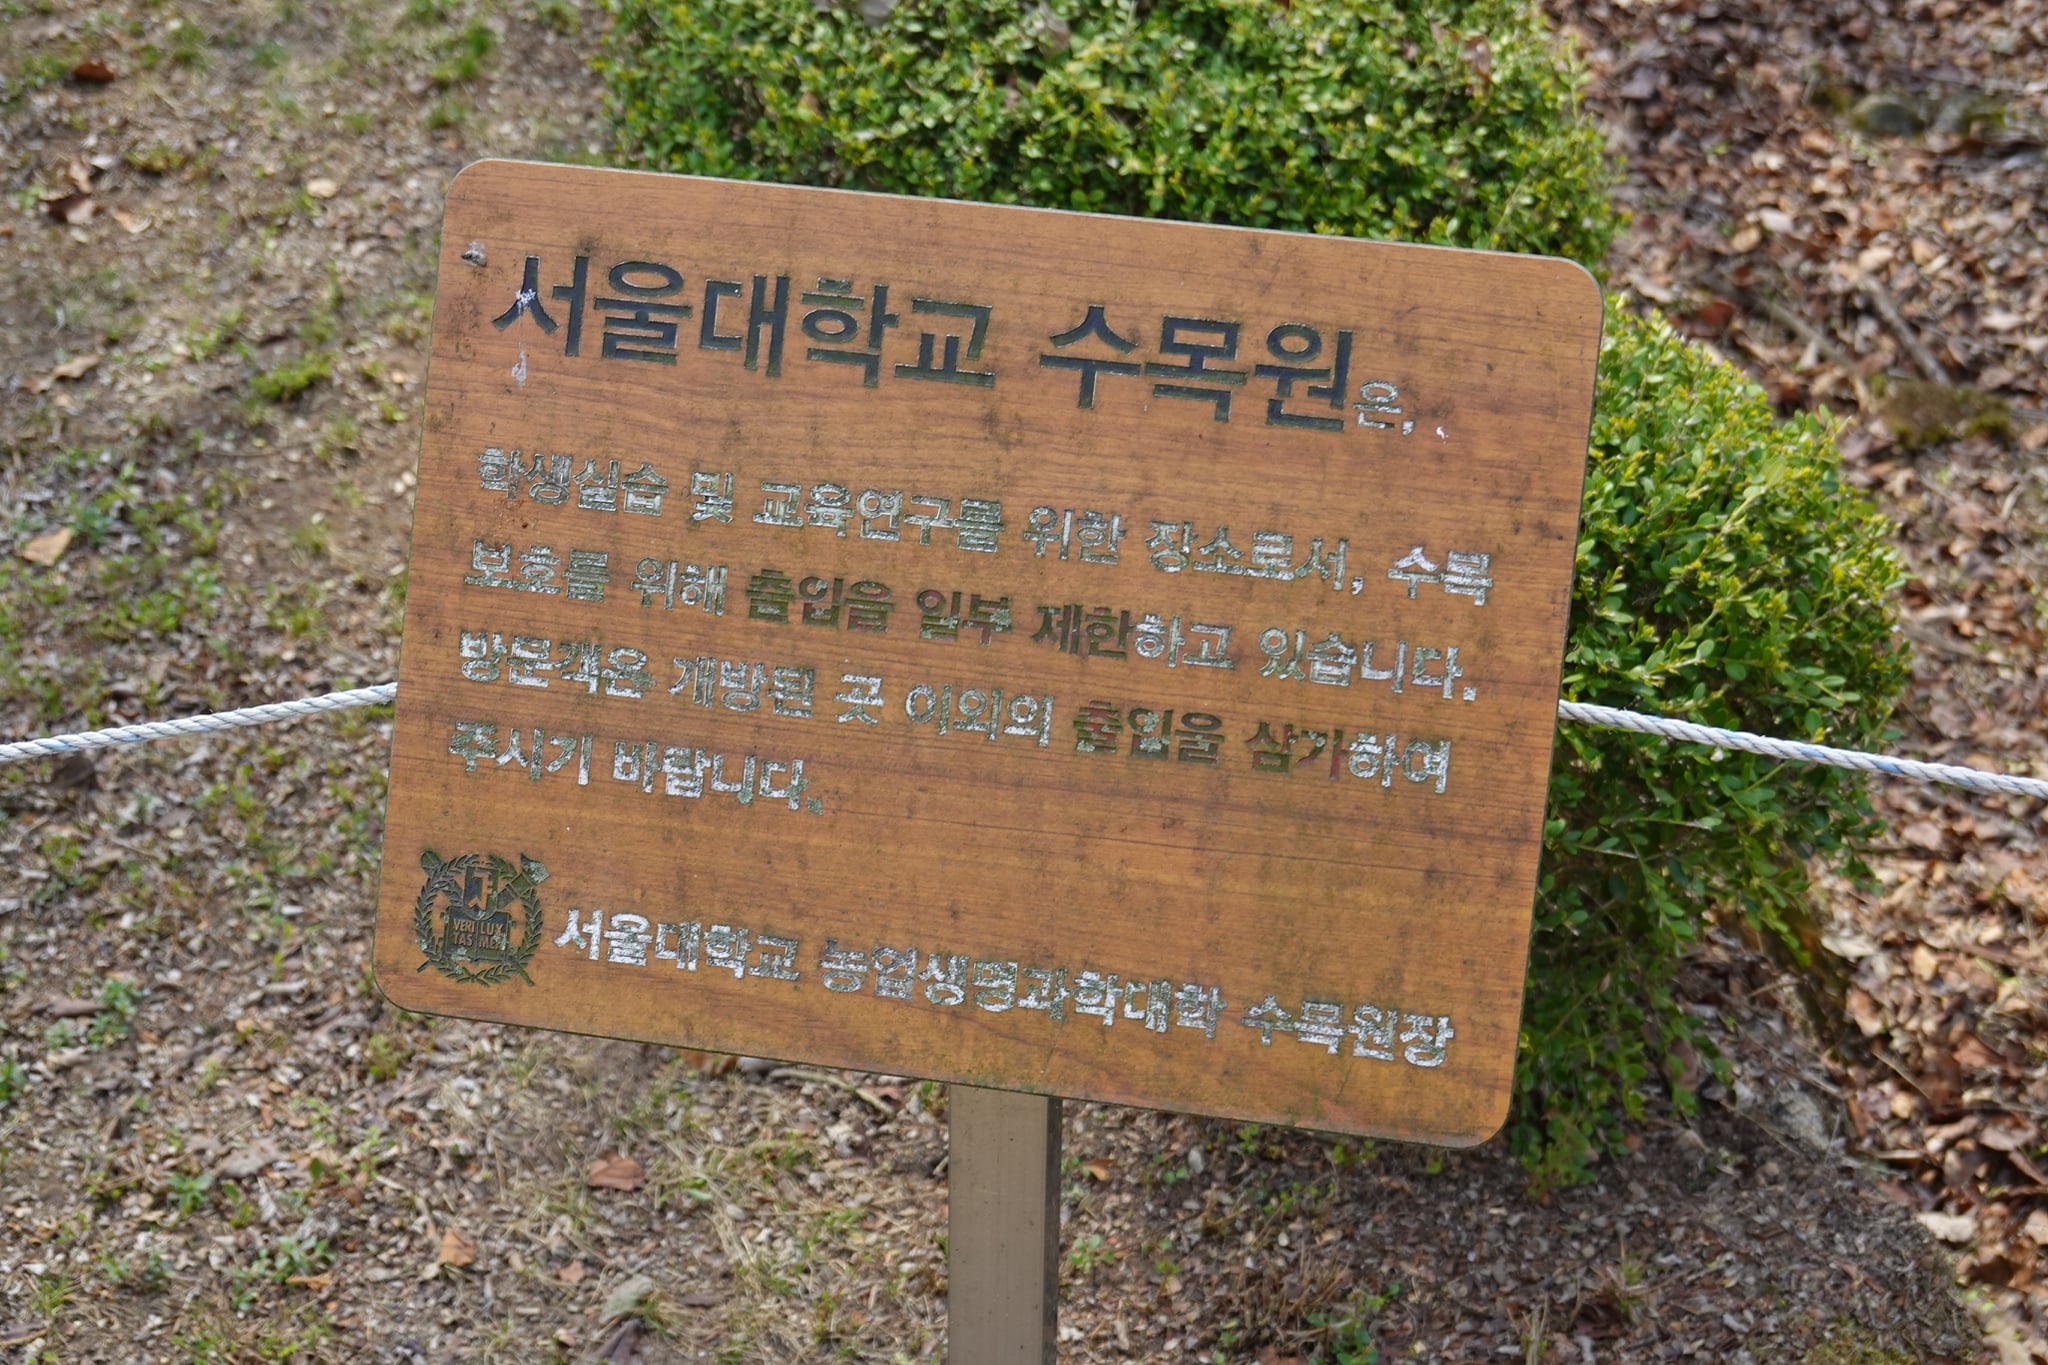 서울대학교 수목원은,
학생실습 및 교육연구를 위한 장소로서, 수목
보호를 위해 출입을 일부 제한하고 있습니다.
방문객은 개방된 곳 이외의 출입을 삼가하여
주시기 바랍니다.
VERI LUX
TAS MEA
서울대학교 농업생명과학대학 수목원장